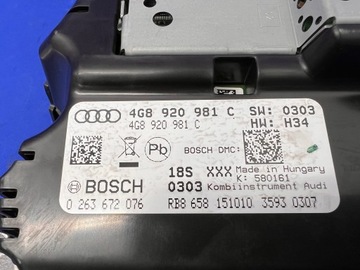 4G8 920 981 C SW: 0303
4G8 920 981 C HW: H34
Pb BOSCH DMC:
18S XXX Made in Hungary
K: 580161
BOSCH 0303 Kombiinstrument Audi
0 263 672 076 RB8 658 151010 3593 0307